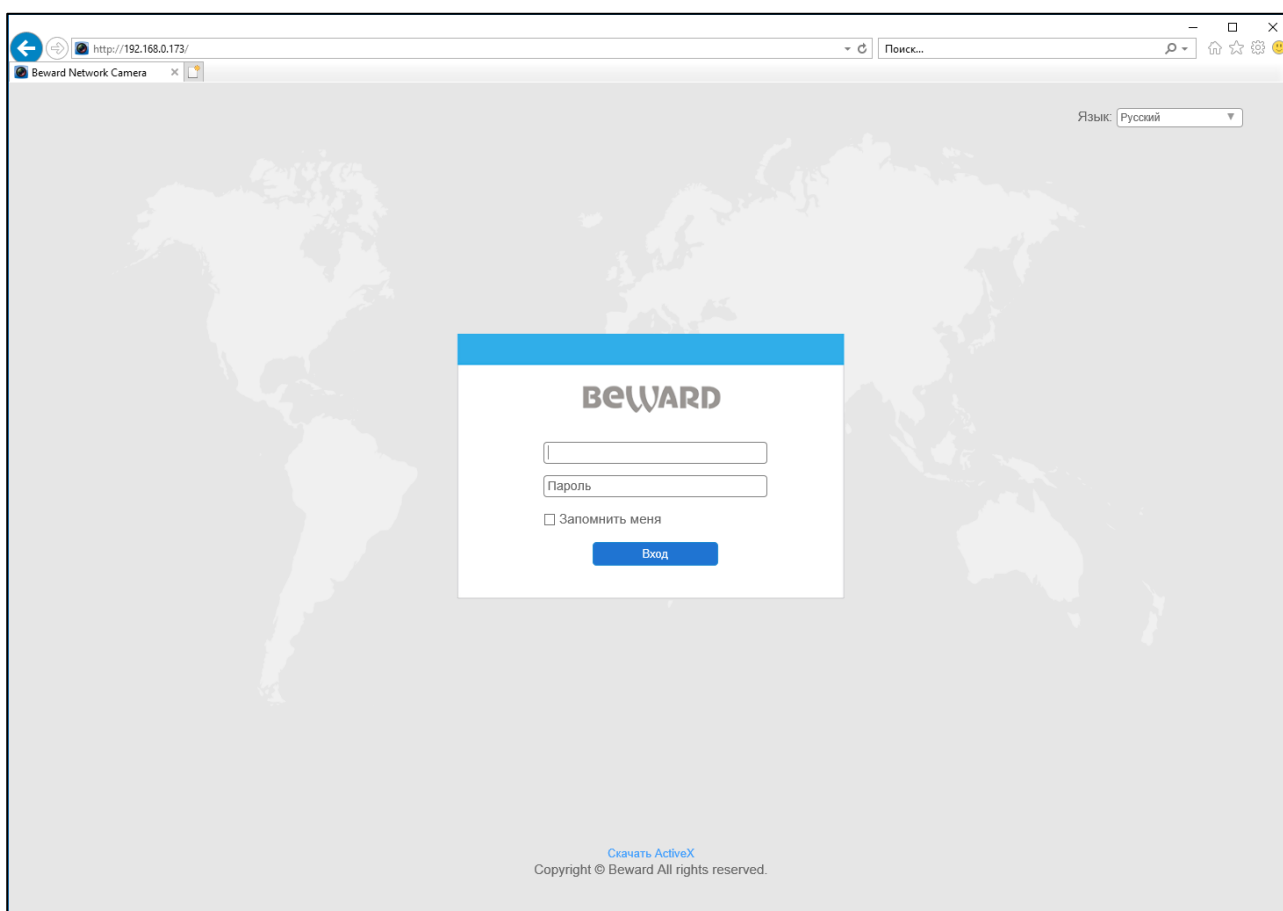 http://192.168.0.173/
Поиск...
Beward Network Camera
Язык: Русский
BEWARD
Пароль
Запомнить меня
Вход
Скачать ActiveX
Copyright © Beward All rights reserved.